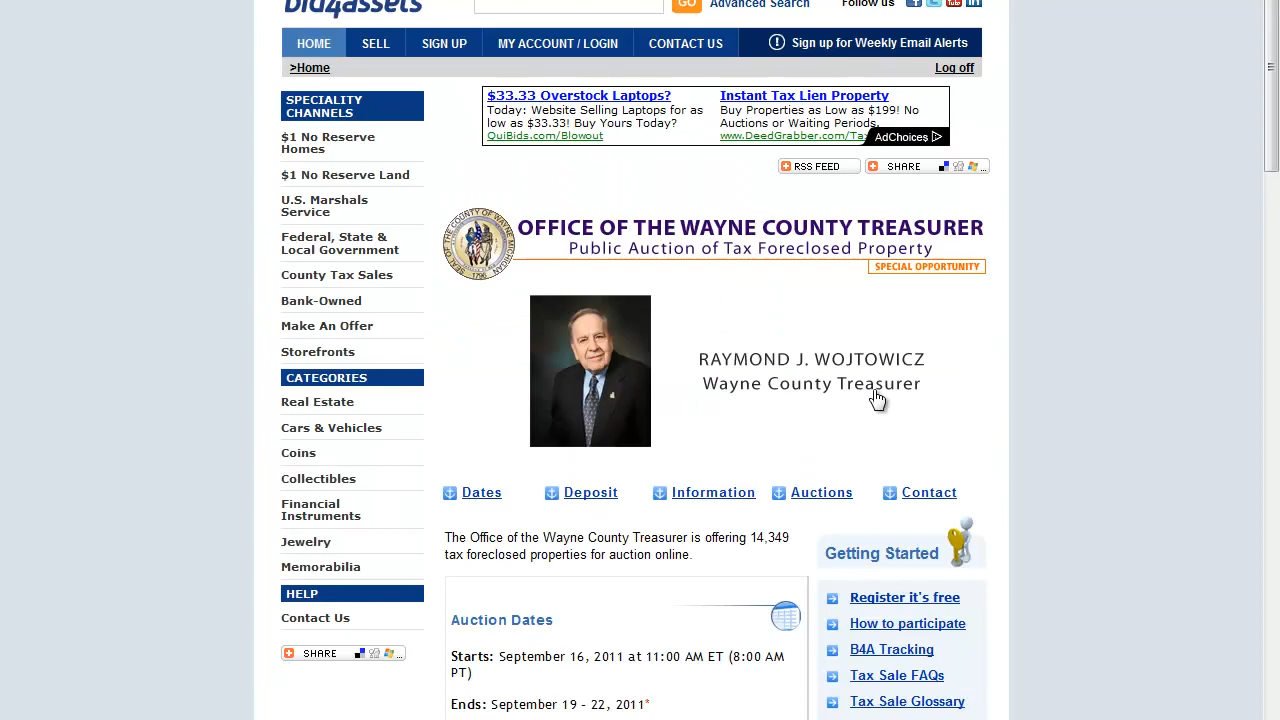 bid4assets
GO
Advanced Search
Follow us
HOME
SELL
SIGN UP
MY ACCOUNT / LOGIN
CONTACT US
Sign up for Weekly Email Alerts
>Home
Log off
SPECIALITY
CHANNELS
$1 No Reserve
Homes
$1 No Reserve Land
U.S. Marshals
Service
Federal, State &
Local Government
County Tax Sales
Bank-Owned
Make An Offer
Storefronts
CATEGORIES
Real Estate
Cars & Vehicles
Coins
Collectibles
Financial
Instruments
Jewelry
Memorabilia
HELP
Contact Us
SHARE
$33.33 Overstock Laptops?
Today: Website Selling Laptops for as
low as $33.33! Buy Yours Today?
QuiBids.com/Blowout
Instant Tax Lien Property
Buy Properties as Low as $199! No
Auctions or Waiting Periods.
www.DeedGrabber.com/Tax
AdChoices
RSS FEED
SHARE
OFFICE OF THE WAYNE COUNTY TREASURER
Public Auction of Tax Foreclosed Property
SPECIAL OPPORTUNITY
RAYMOND J. WOJTOWICZ
Wayne County Treasurer
Dates
Deposit
Information
Auctions
Contact
The Office of the Wayne County Treasurer is offering 14,349
tax foreclosed properties for auction online.
Auction Dates
Starts: September 16, 2011 at 11:00 AM ET (8:00 AM
PT)
Ends: September 19 - 22, 2011*
Getting Started
Register it's free
How to participate
B4A Tracking
Tax Sale FAQs
Tax Sale Glossary